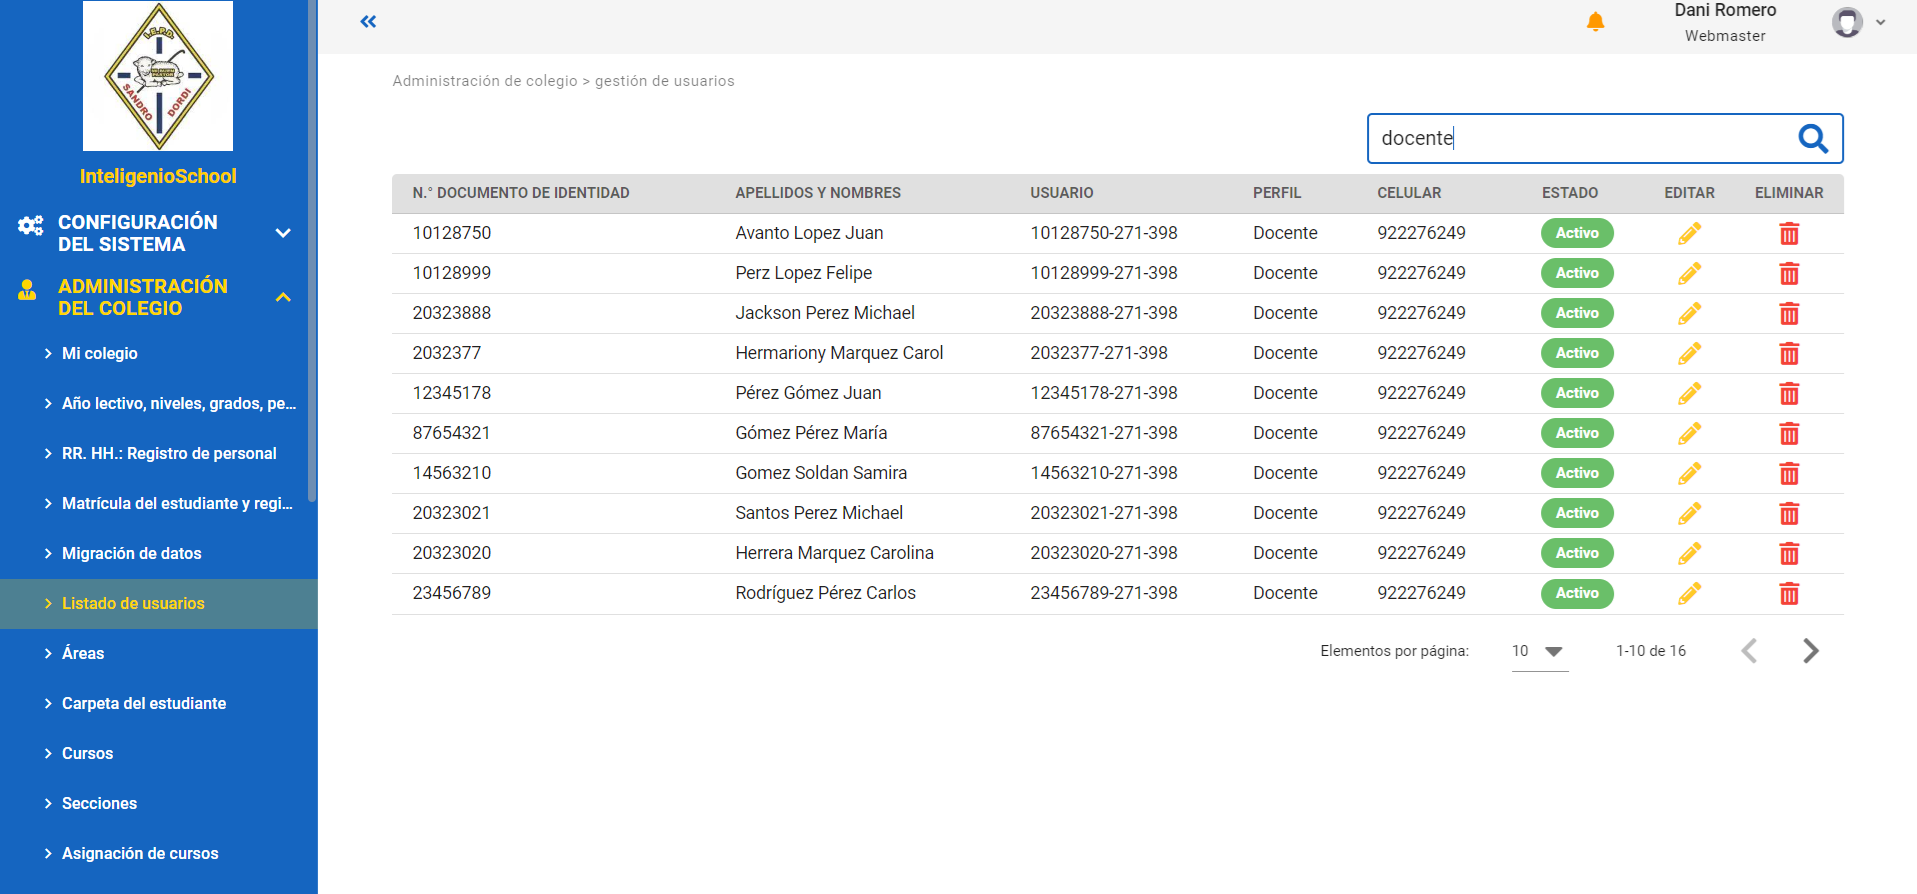 I.E.P.D.
SANDRO DORDI
InteligenioSchool
CONFIGURACIÓN
DEL SISTEMA
ADMINISTRACIÓN
DEL COLEGIO
Mi colegio
Año lectivo, niveles, grados, pe...
RR. HH.: Registro de personal
Matrícula del estudiante y regi...
Migración de datos
Listado de usuarios
Áreas
Carpeta del estudiante
Cursos
Secciones
Asignación de cursos
Dani Romero
Webmaster
Administración de colegio > gestión de usuarios
docente
N.° DOCUMENTO DE IDENTIDAD APELLIDOS Y NOMBRES USUARIO PERFIL CELULAR ESTADO EDITAR ELIMINAR
10128750 Avanto Lopez Juan 10128750-271-398 Docente 922276249 Activo
10128999 Perz Lopez Felipe 10128999-271-398 Docente 922276249 Activo
20323888 Jackson Perez Michael 20323888-271-398 Docente 922276249 Activo
2032377 Hermariony Marquez Carol 2032377-271-398 Docente 922276249 Activo
12345178 Pérez Gómez Juan 12345178-271-398 Docente 922276249 Activo
87654321 Gómez Pérez María 87654321-271-398 Docente 922276249 Activo
14563210 Gomez Soldan Samira 14563210-271-398 Docente 922276249 Activo
20323021 Santos Perez Michael 20323021-271-398 Docente 922276249 Activo
20323020 Herrera Marquez Carolina 20323020-271-398 Docente 922276249 Activo
23456789 Rodríguez Pérez Carlos 23456789-271-398 Docente 922276249 Activo
Elementos por página: 10 1-10 de 16